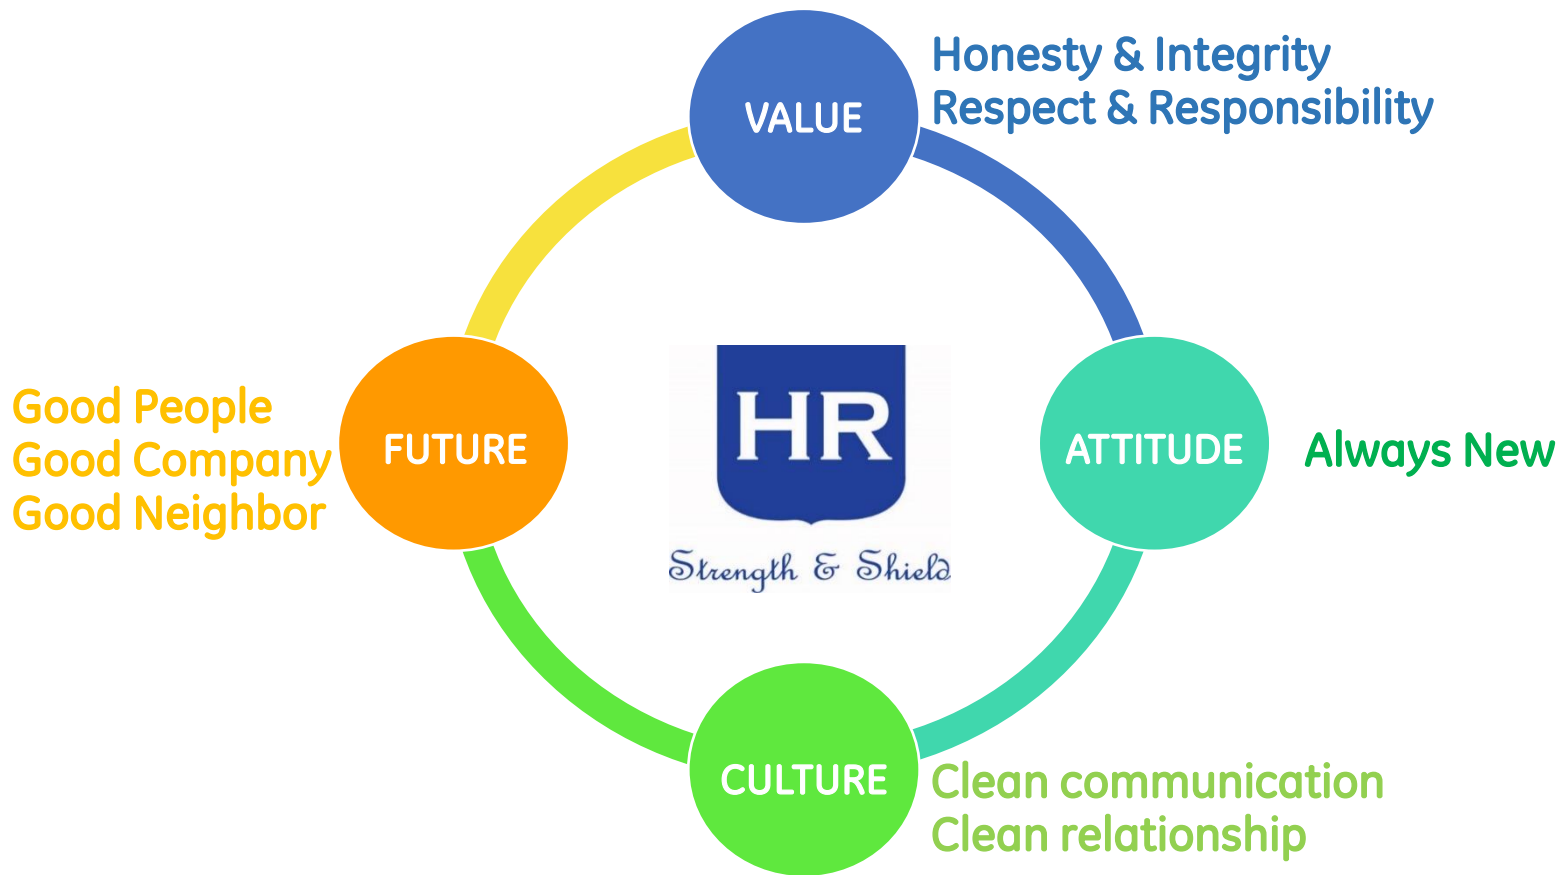 VALUE
Honesty & Integrity
Respect & Responsibility
Good People
Good Company
Good Neighbor
FUTURE
HR
Strength & Shield
ATTITUDE
Always New
CULTURE
Clean communication
Clean relationship